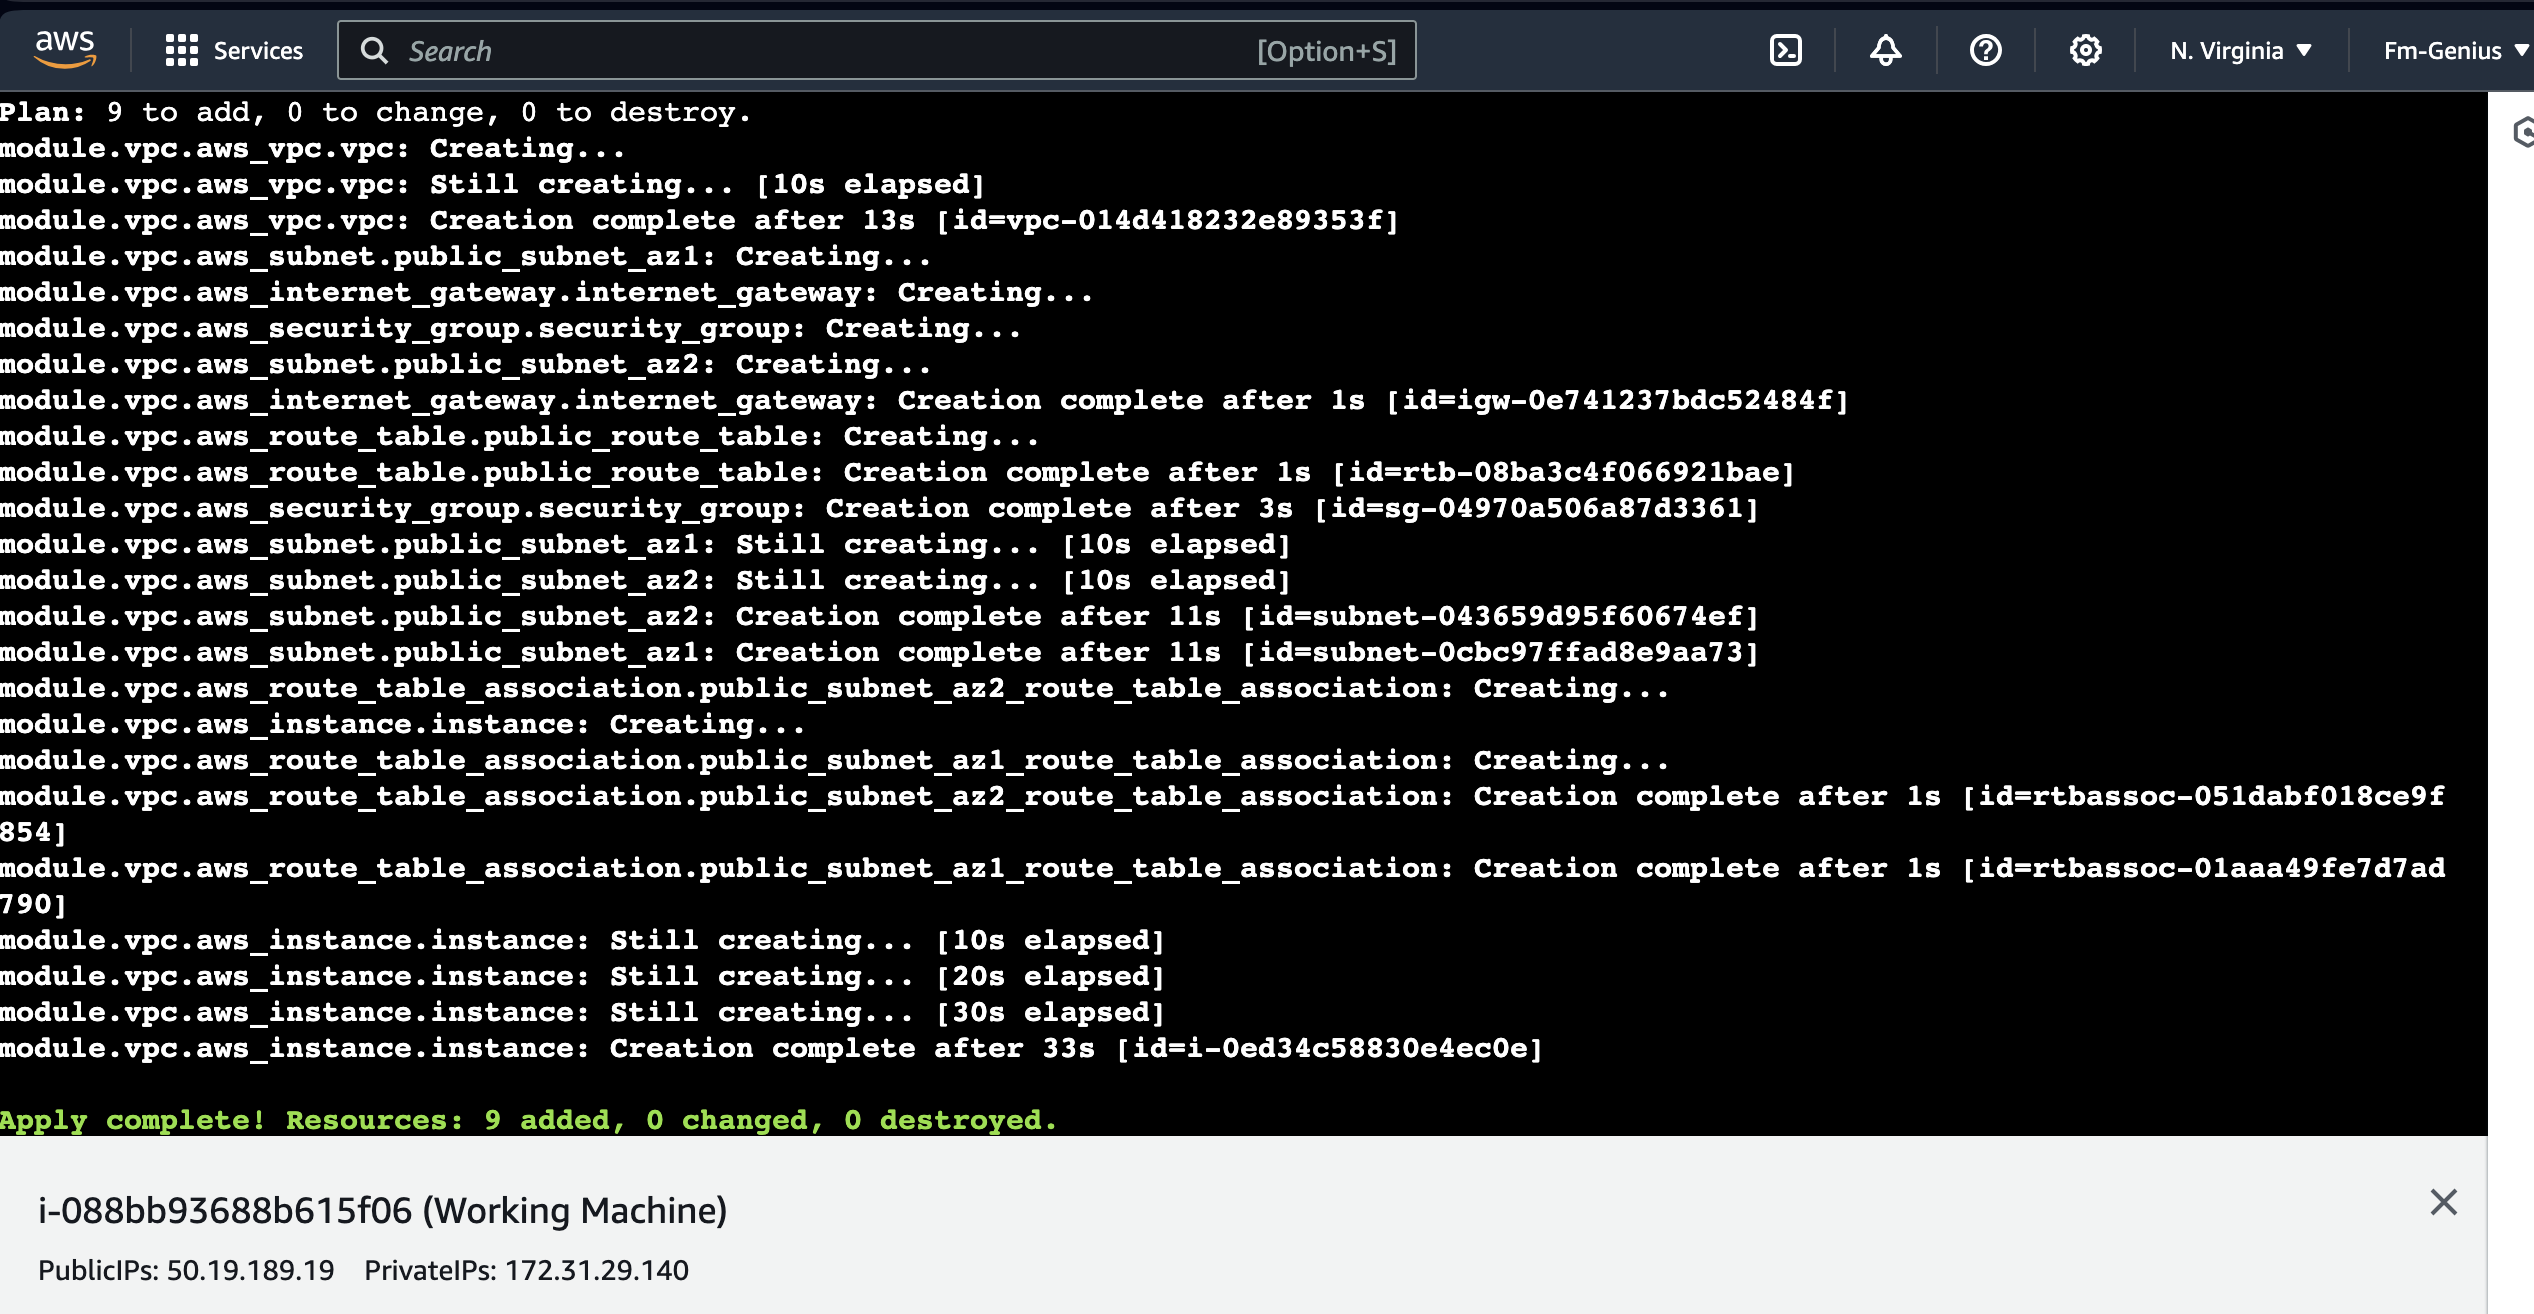 aws
Services
Search [Option+S]
N. Virginia
Fm-Genius
Plan: 9 to add, 0 to change, 0 to destroy.
module.vpc.aws_vpc.vpc: Creating...
module.vpc.aws_vpc.vpc: Still creating... [10s elapsed]
module.vpc.aws_vpc.vpc: Creation complete after 13s [id=vpc-014d418232e89353f]
module.vpc.aws_subnet.public_subnet_az1: Creating...
module.vpc.aws_internet_gateway.internet_gateway: Creating...
module.vpc.aws_security_group.security_group: Creating...
module.vpc.aws_subnet.public_subnet_az2: Creating...
module.vpc.aws_internet_gateway.internet_gateway: Creation complete after 1s [id=igw-0e741237bdc52484f]
module.vpc.aws_route_table.public_route_table: Creating...
module.vpc.aws_route_table.public_route_table: Creation complete after 1s [id=rtb-08ba3c4f066921bae]
module.vpc.aws_security_group.security_group: Creation complete after 3s [id=sg-04970a506a87d3361]
module.vpc.aws_subnet.public_subnet_az1: Still creating... [10s elapsed]
module.vpc.aws_subnet.public_subnet_az2: Still creating... [10s elapsed]
module.vpc.aws_subnet.public_subnet_az2: Creation complete after 11s [id=subnet-043659d95f60674ef]
module.vpc.aws_subnet.public_subnet_az1: Creation complete after 11s [id=subnet-0cbc97ffad8e9aa73]
module.vpc.aws_route_table_association.public_subnet_az2_route_table_association: Creating...
module.vpc.aws_instance.instance: Creating...
module.vpc.aws_route_table_association.public_subnet_az1_route_table_association: Creating...
module.vpc.aws_route_table_association.public_subnet_az2_route_table_association: Creation complete after 1s [id=rtbassoc-051dabf018ce9f
854]
module.vpc.aws_route_table_association.public_subnet_az1_route_table_association: Creation complete after 1s [id=rtbassoc-01aaa49fe7d7ad
790]
module.vpc.aws_instance.instance: Still creating... [10s elapsed]
module.vpc.aws_instance.instance: Still creating... [20s elapsed]
module.vpc.aws_instance.instance: Still creating... [30s elapsed]
module.vpc.aws_instance.instance: Creation complete after 33s [id=i-0ed34c58830e4ec0e]
Apply complete! Resources: 9 added, 0 changed, 0 destroyed.
i-088bb93688b615f06 (Working Machine)
PublicIPs: 50.19.189.19 PrivateIPs: 172.31.29.140